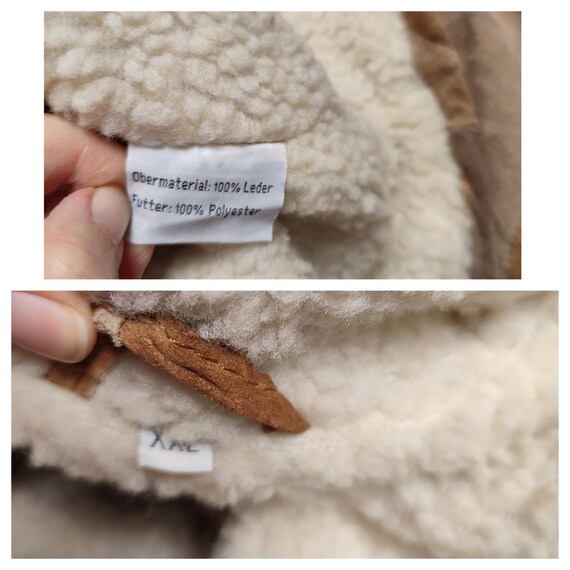 Obermaterial: 100% Leder
Futter: 100% Polyester
XXL